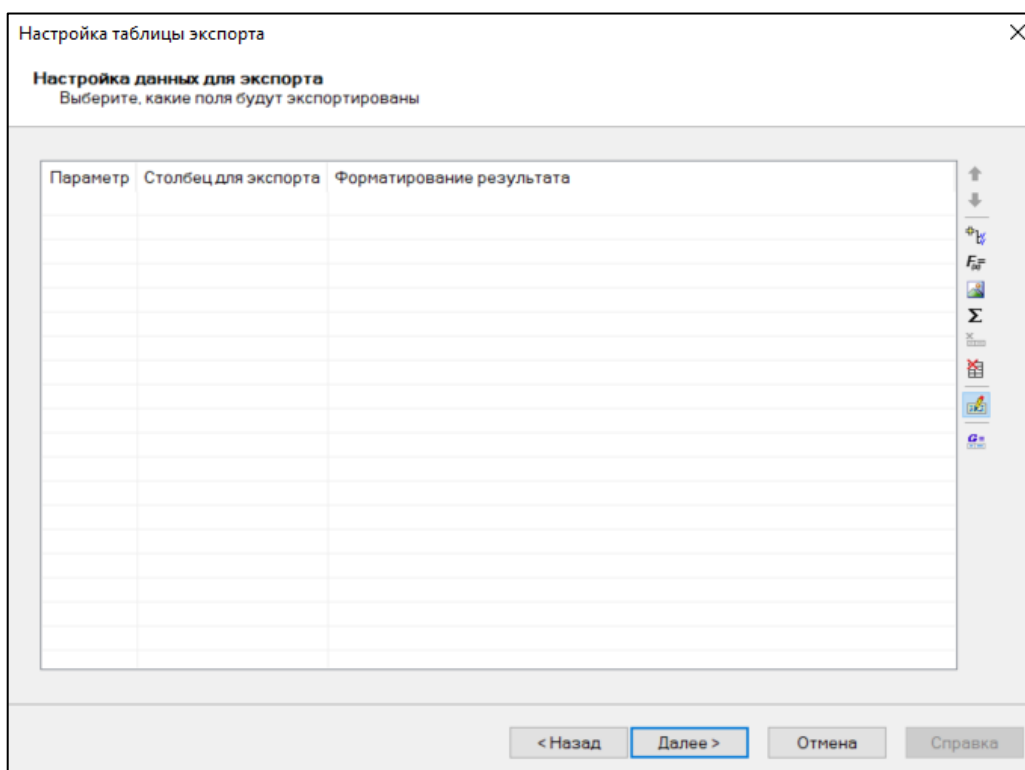 Настройка таблицы экспорта
Настройка данных для экспорта
Выберите, какие поля будут экспортированы
Параметр Столбец для экспорта Форматирование результата
Σ
< Назад Далее > Отмена Справка